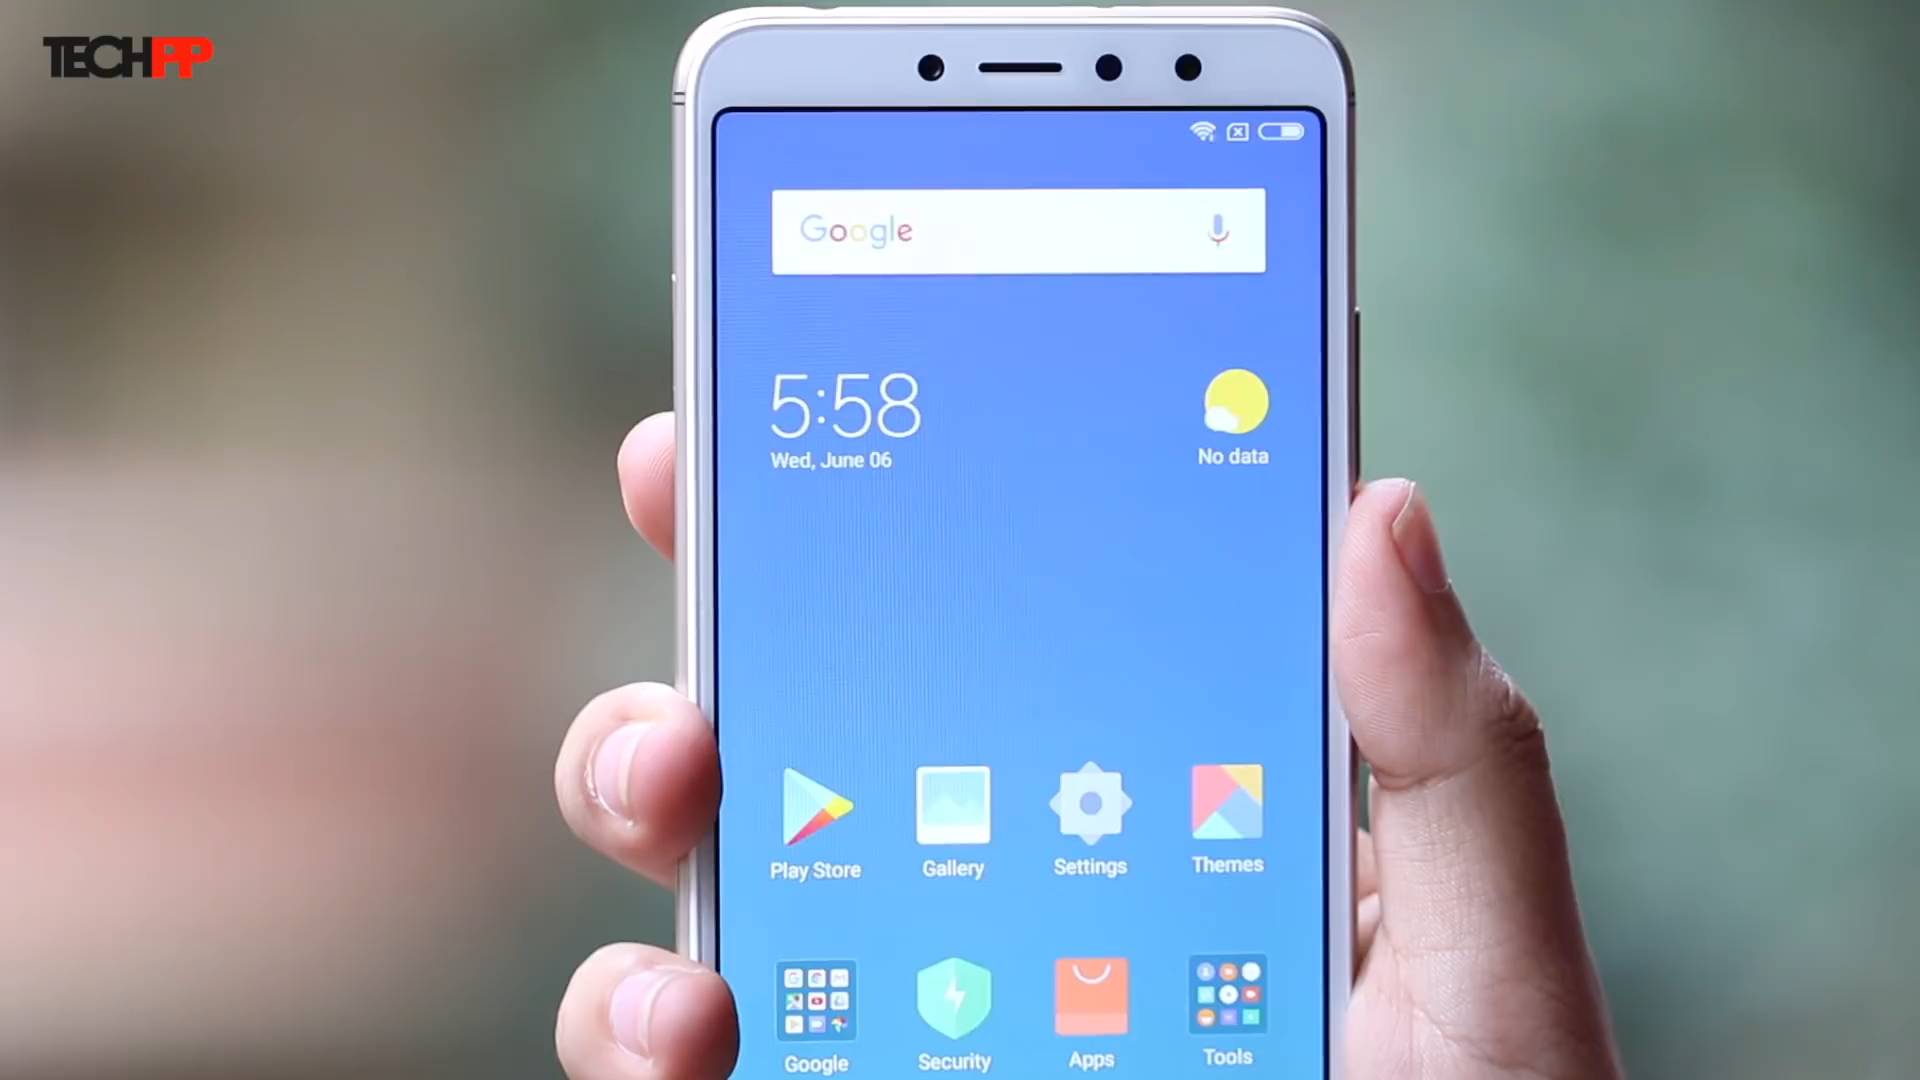 TECHPP
Google
5:58
Wed, June 06
No data
Play Store
Gallery
Settings
Themes
Google
Security
Apps
Tools